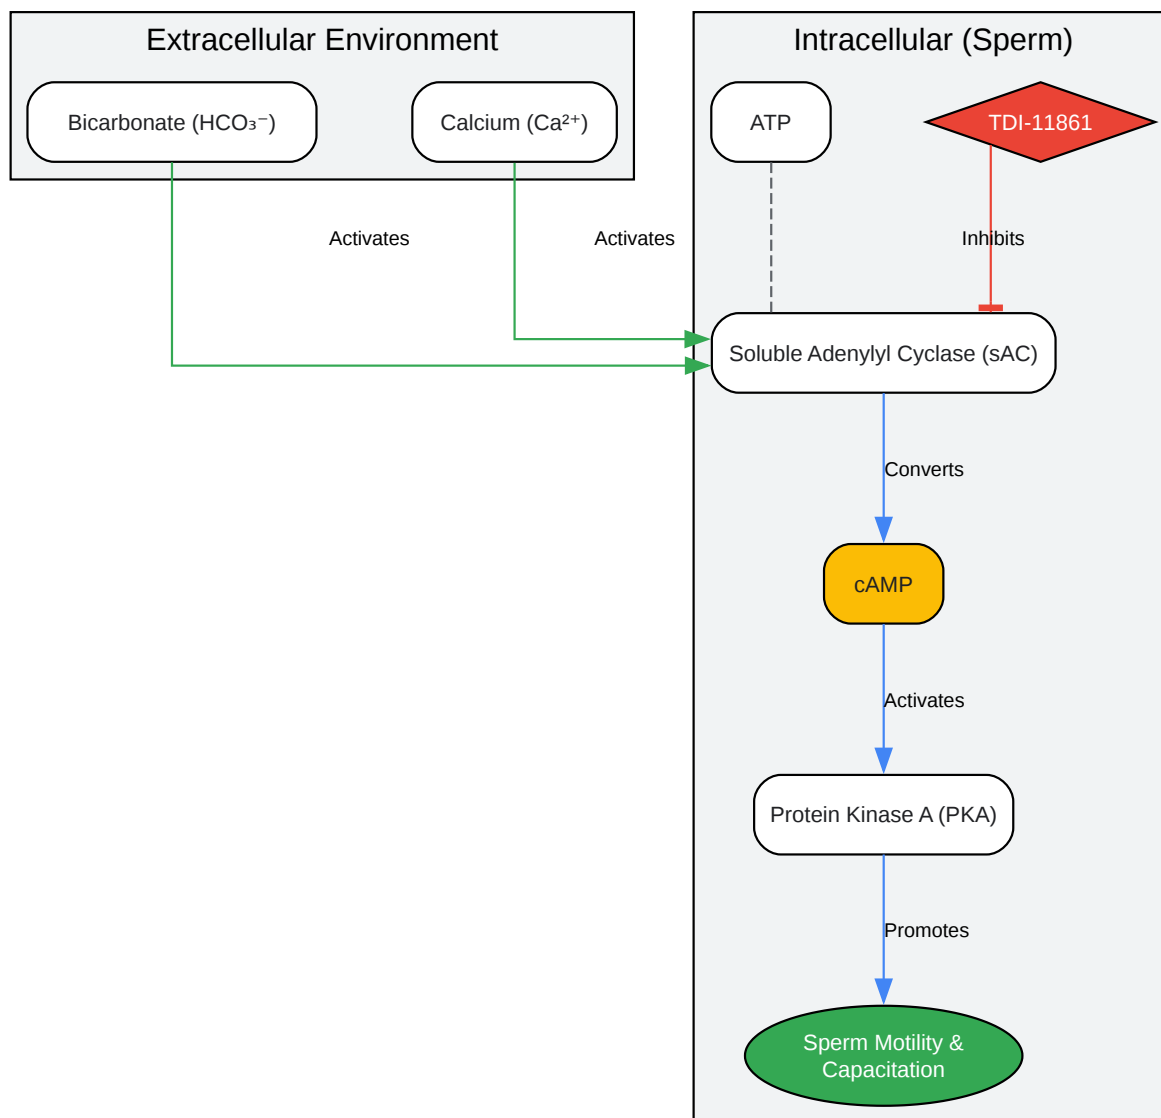 Extracellular Environment
Intracellular (Sperm)
Bicarbonate (HCO₃⁻)
Calcium (Ca²⁺)
ATP
TDI-11861
Activates
Activates
Inhibits
Soluble Adenylyl Cyclase (sAC)
Converts
cAMP
Activates
Protein Kinase A (PKA)
Promotes
Sperm Motility &
Capacitation